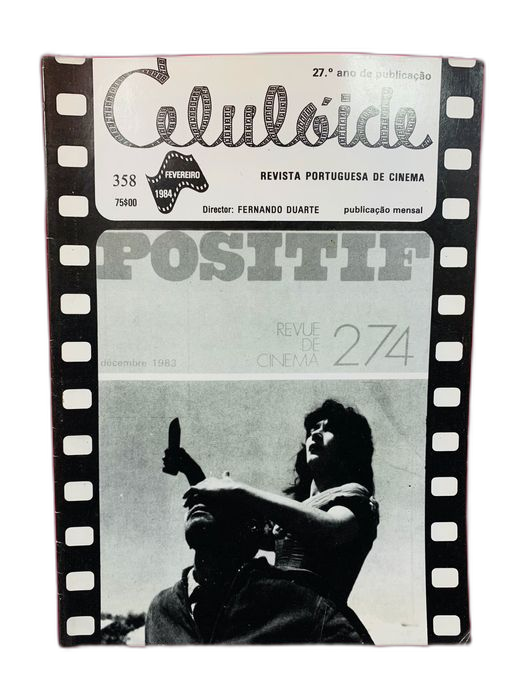 27.º ano de publicação
Celulóide
358
FEVEREIRO
1984
REVISTA PORTUGUESA DE CINEMA
75$00
Director: FERNANDO DUARTE
publicação mensal
POSITIF
REVUE
DE
CINEMA
274
décembre 1983